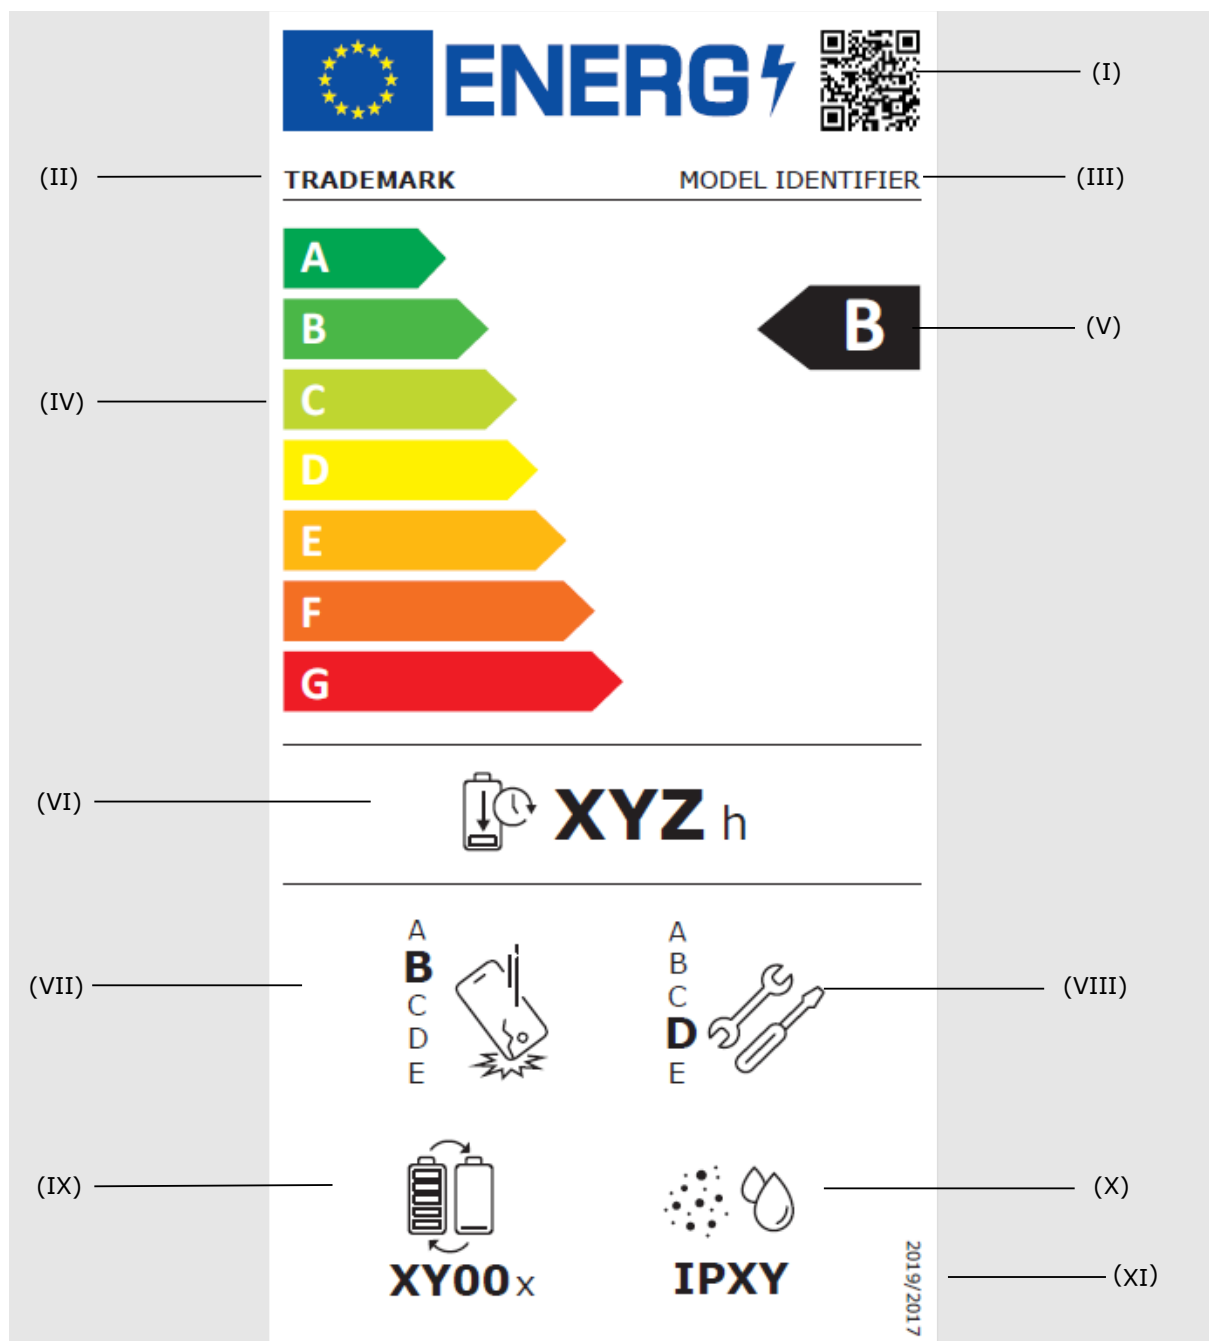 ENERG
(I)
(II)
TRADEMARK
MODEL IDENTIFIER
(III)
A
B
B
(V)
(IV)
C
D
E
F
G
(VI)
XYZ h
(VII)
A
B
C
D
E
A
B
C
D
E
(VIII)
(IX)
XY00x
(X)
IPXY
2019/2017
(XI)